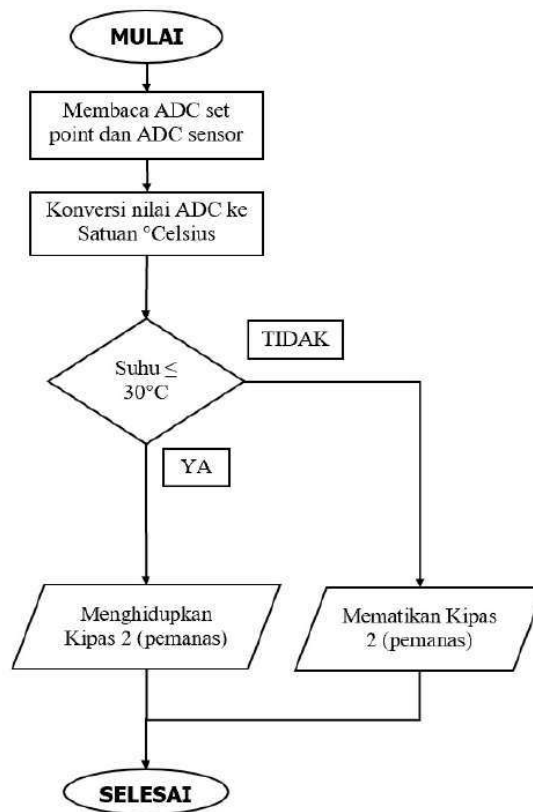 MULAI
Membaca ADC set
point dan ADC sensor
Konversi nilai ADC ke
Satuan °Celsius
Suhu ≤
30°C
TIDAK
YA
Menghidupkan
Kipas 2 (pemanas)
Mematikan Kipas
2 (pemanas)
SELESAI